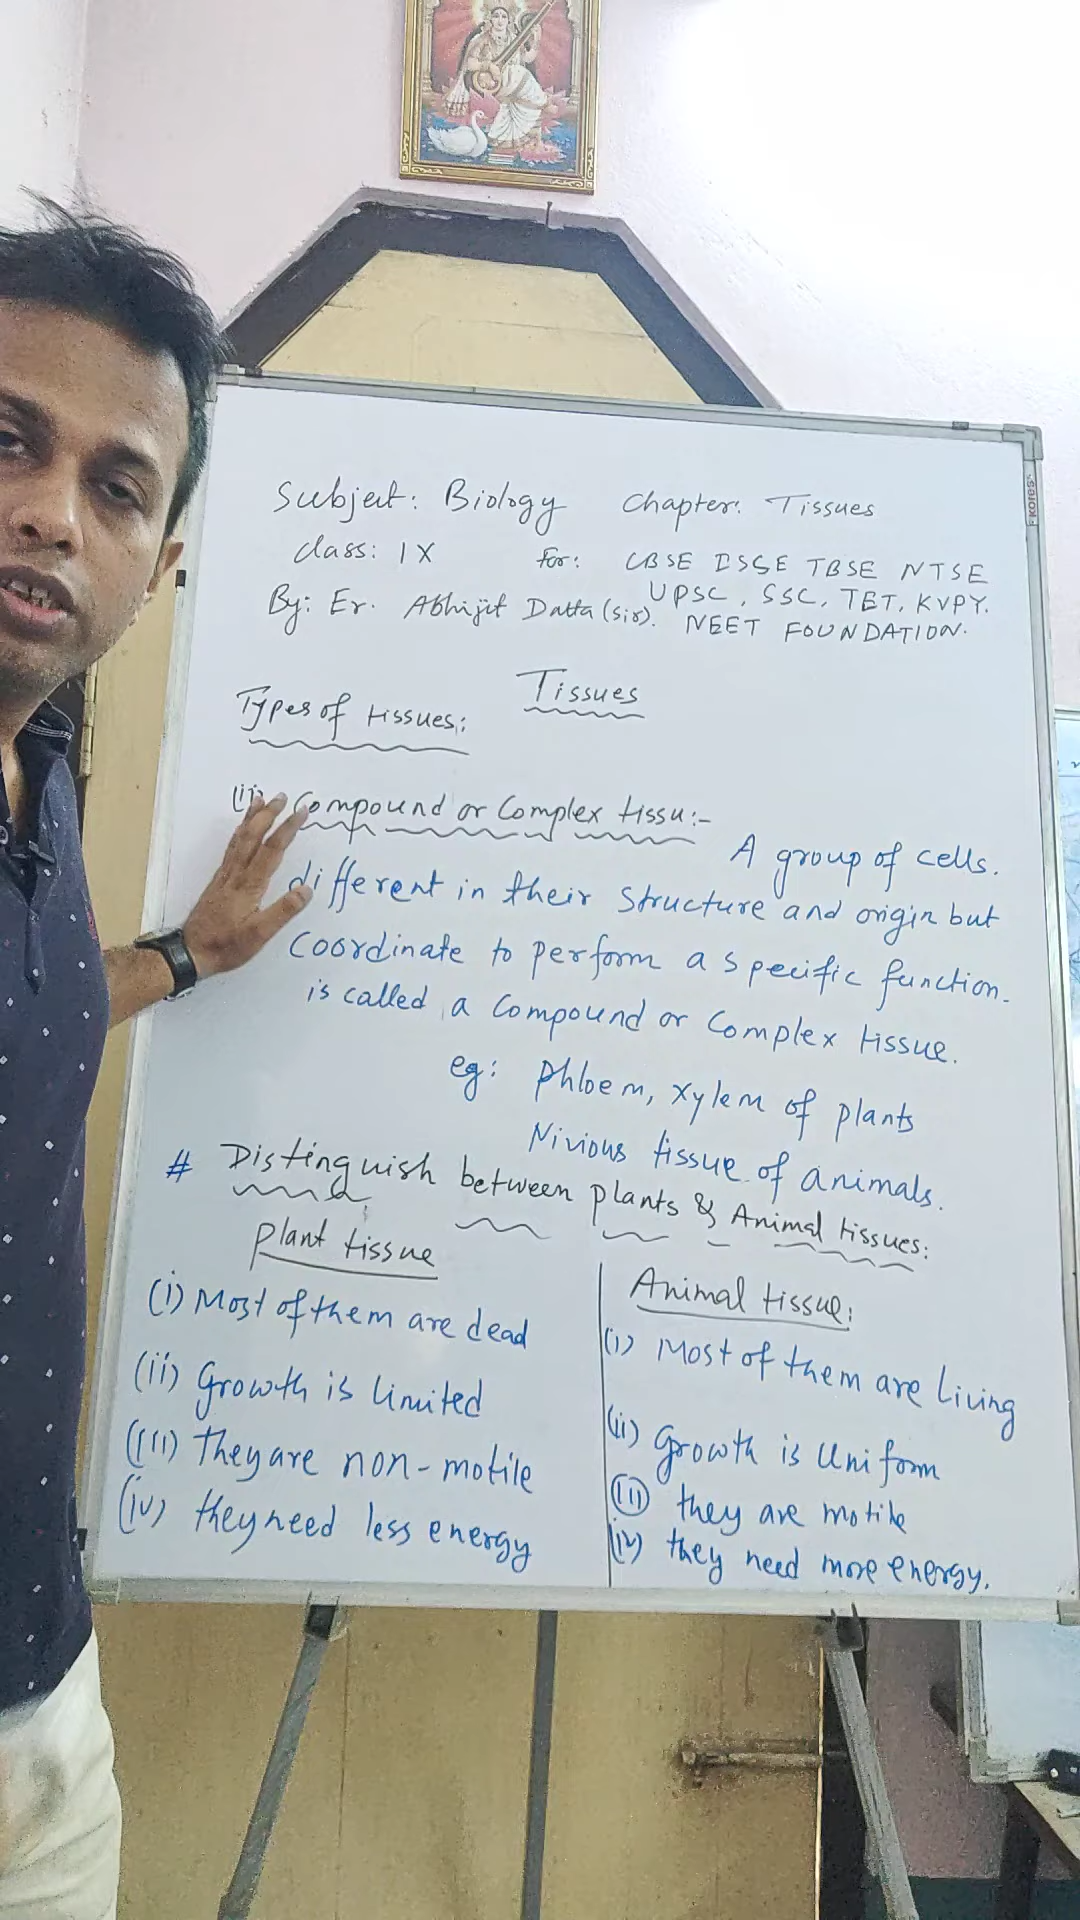 Subject: Biology Chapter: Tissues
Class: IX For: CBSE ISCE TBSE NTSE
UPSC, SSC, TET, KVPY.
By: Er. Abhijit Datta (Sir). NEET FOUNDATION.
Tissues
Types of tissues:
(ii) Compound or Complex tissu:-
A group of cells.
different in their structure and origin but
coordinate to perform a specific function.
is called a compound or complex tissue.
eg: Phloem, xylem of plants
Nivious tissue of animals.
# Distinguish between plants & Animal tissues:
Plant tissue
(i) Most of them are dead
(ii) Growth is limited
(iii) They are non-motile
(iv) they need less energy
Animal tissue:
(i) Most of them are living
(ii) Growth is Uniform
(iii) they are motile
(iv) they need more energy.
kores